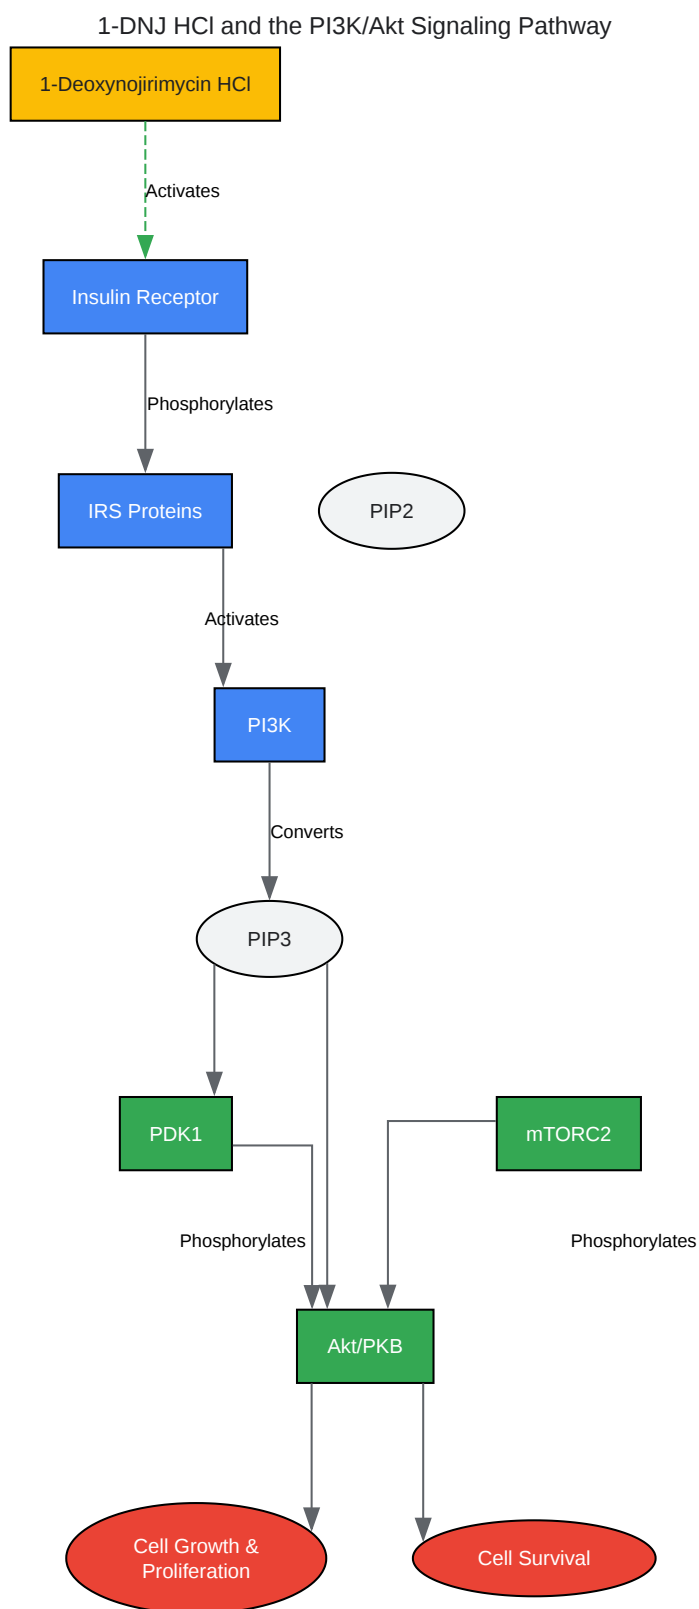 1-DNJ HCl and the PI3K/Akt Signaling Pathway
1-Deoxynojirimycin HCl
Activates
Insulin Receptor
Phosphorylates
IRS Proteins
PIP2
Activates
PI3K
Converts
PIP3
PDK1
mTORC2
Phosphorylates
Phosphorylates
Akt/PKB
Cell Growth &
Proliferation
Cell Survival